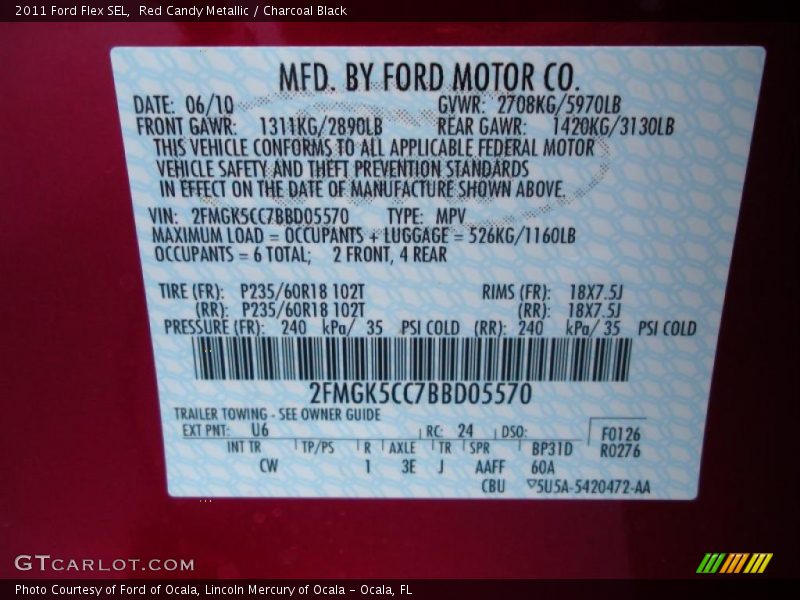 2011 Ford Flex SEL,  Red Candy Metallic / Charcoal Black
MFD. BY FORD MOTOR CO.
DATE: 06/10 GVWR: 2708KG/5970LB
FRONT GAWR: 1311KG/2890LB REAR GAWR: 1420KG/3130LB
THIS VEHICLE CONFORMS TO ALL APPLICABLE FEDERAL MOTOR
VEHICLE SAFETY AND THEFT PREVENTION STANDARDS
IN EFFECT ON THE DATE OF MANUFACTURE SHOWN ABOVE.
VIN: 2FMGK5CC7BBD05570 TYPE: MPV
MAXIMUM LOAD = OCCUPANTS + LUGGAGE = 526KG/1160LB
OCCUPANTS = 6 TOTAL; 2 FRONT, 4 REAR
TIRE (FR): P235/60R18 102T RIMS (FR): 18X7.5J
(RR): P235/60R18 102T (RR): 18X7.5J
PRESSURE (FR): 240 kPa/ 35 PSI COLD (RR): 240 kPa/ 35 PSI COLD
2FMGK5CC7BBD05570
TRAILER TOWING - SEE OWNER GUIDE
EXT PNT: U6 RC: 24 DSO: F0126
INT TR TP/PS R AXLE TR SPR BP31D R0276
CW 1 3E J AAFF 60A
CBU ▽5U5A-5420472-AA
GTCARLOT.COM
Photo Courtesy of Ford of Ocala, Lincoln Mercury of Ocala - Ocala, FL